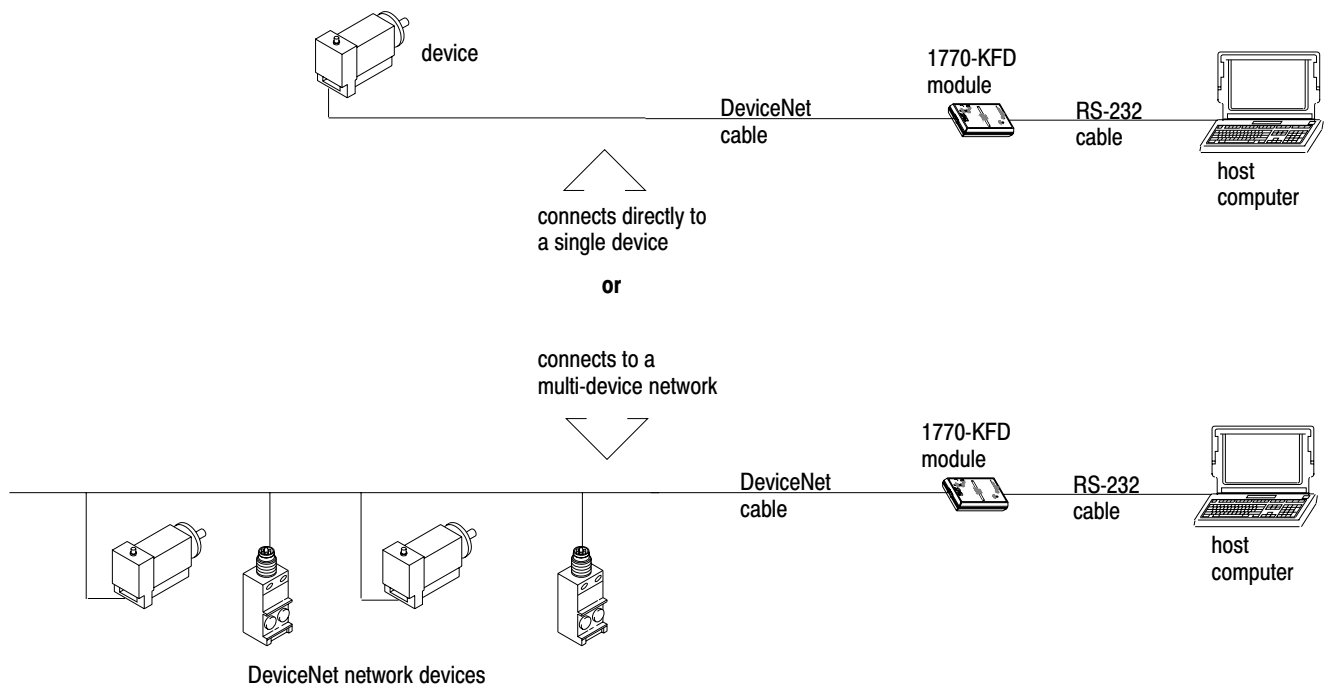 device
1770-KFD
module
DeviceNet
cable
RS-232
cable
host
computer
connects directly to
a single device
or
connects to a
multi-device network
1770-KFD
module
DeviceNet
cable
RS-232
cable
host
computer
DeviceNet network devices